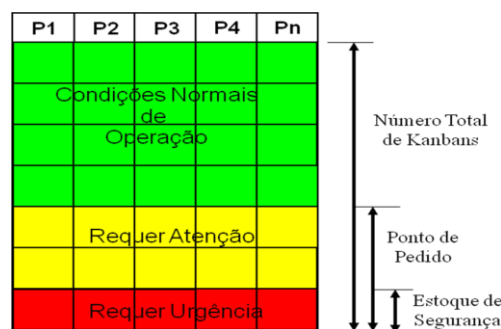 P1 P2 P3 P4 Pn
Condições Normais
de
Operação
Número Total
de Kanbans
Requer Atenção
Ponto de
Pedido
Requer Urgência
Estoque de
Segurança